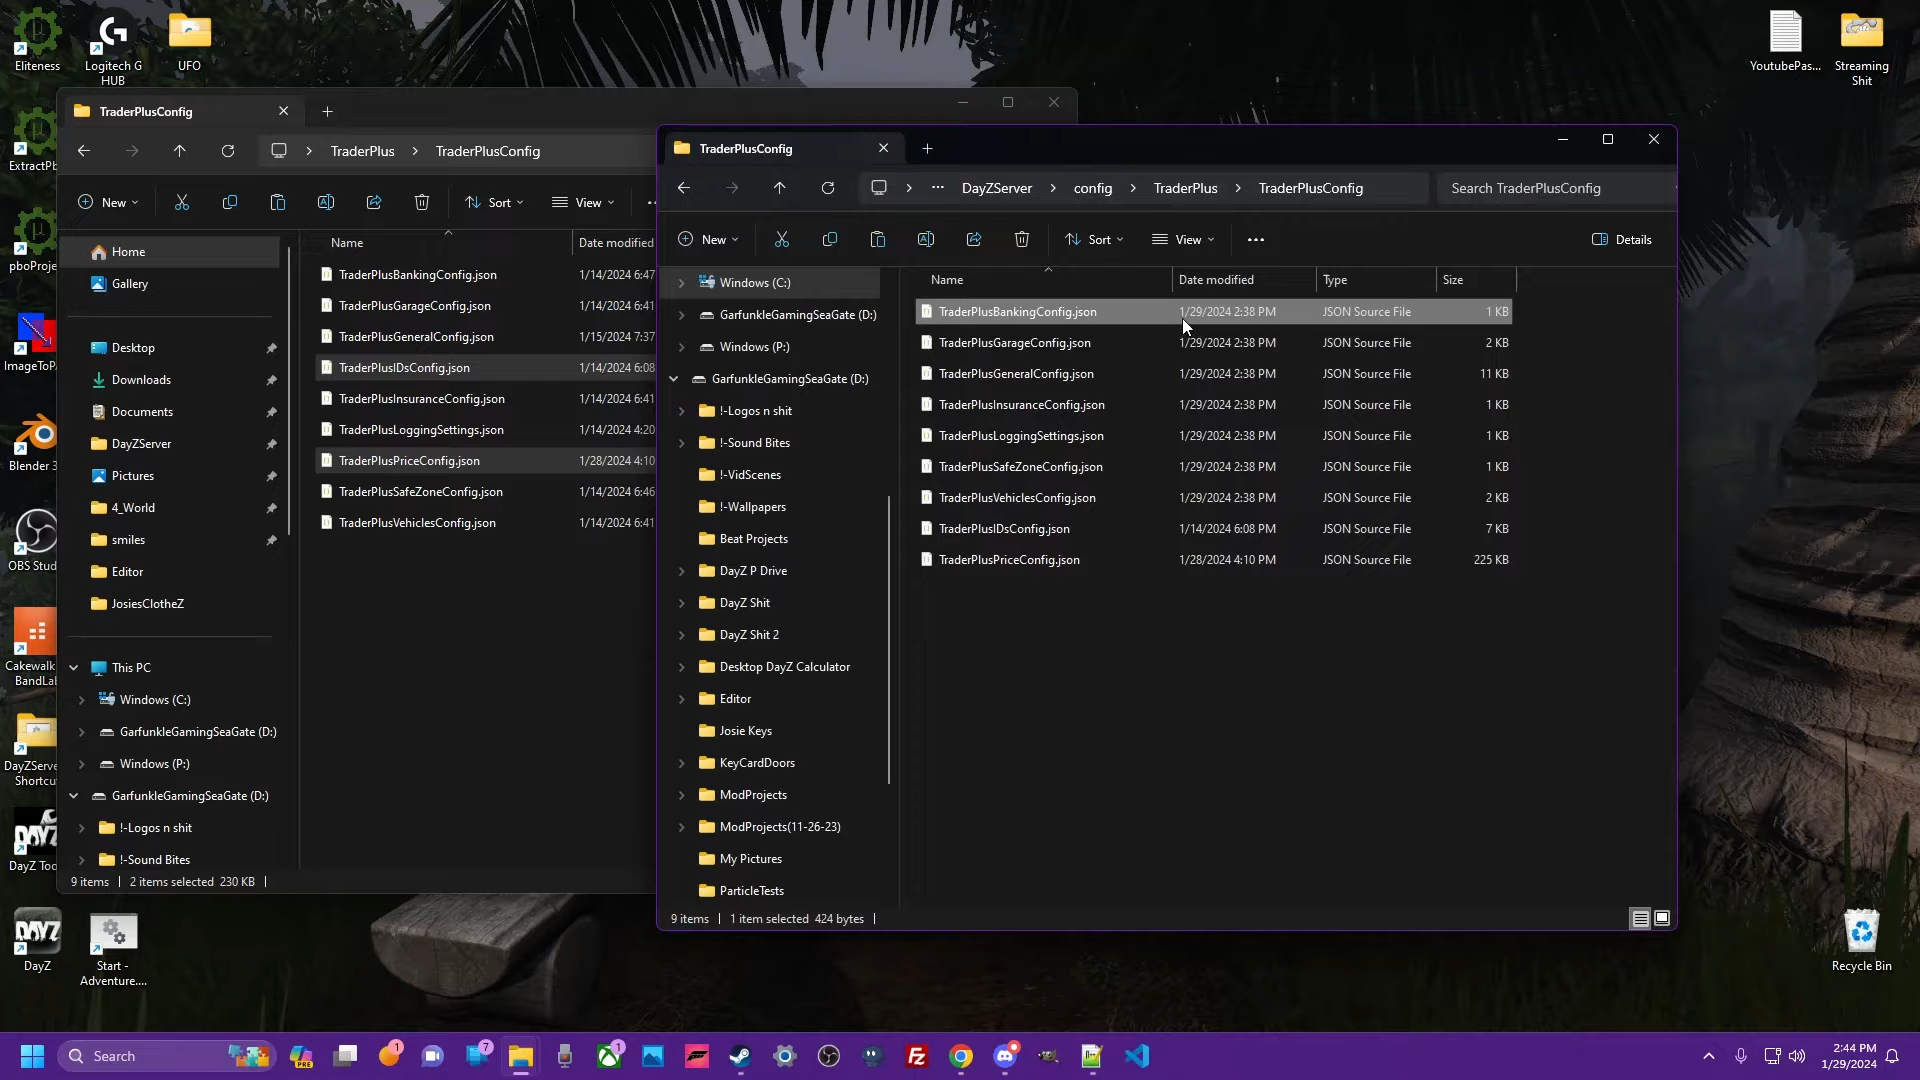 Eliteness
Logitech G
HUB
UFO
ExtractPb
pboProje
ImageToPA
Blender 3
OBS Stud
Cakewalk
BandLab
DayZServe
Shortcu
DayZ Too
DayZ
Start -
Adventure....
YoutubePas...
Streaming
Shit
Recycle Bin
TraderPlusConfig
TraderPlus
TraderPlusConfig
New
Sort
View
Home
Gallery
Desktop
Downloads
Documents
DayZServer
Pictures
4_World
smiles
Editor
JosiesClotheZ
This PC
Windows (C:)
GarfunkleGamingSeaGate (D:)
Windows (P:)
GarfunkleGamingSeaGate (D:)
!-Logos n shit
!-Sound Bites
Name
Date modified
TraderPlusBankingConfig.json 1/14/2024 6:47
TraderPlusGarageConfig.json 1/14/2024 6:41
TraderPlusGeneralConfig.json 1/15/2024 7:37
TraderPlusIDsConfig.json 1/14/2024 6:08
TraderPlusInsuranceConfig.json 1/14/2024 6:41
TraderPlusLoggingSettings.json 1/14/2024 4:20
TraderPlusPriceConfig.json 1/28/2024 4:10
TraderPlusSafeZoneConfig.json 1/14/2024 6:46
TraderPlusVehiclesConfig.json 1/14/2024 6:41
9 items 2 items selected 230 KB
TraderPlusConfig
DayZServer
config
TraderPlus
TraderPlusConfig
Search TraderPlusConfig
New
Sort
View
Details
Windows (C:)
GarfunkleGamingSeaGate (D:)
Windows (P:)
GarfunkleGamingSeaGate (D:)
!-Logos n shit
!-Sound Bites
!-VidScenes
!-Wallpapers
Beat Projects
DayZ P Drive
DayZ Shit
DayZ Shit 2
Desktop DayZ Calculator
Editor
Josie Keys
KeyCardDoors
ModProjects
ModProjects(11-26-23)
My Pictures
ParticleTests
Name Date modified Type Size
TraderPlusBankingConfig.json 1/29/2024 2:38 PM JSON Source File 1 KB
TraderPlusGarageConfig.json 1/29/2024 2:38 PM JSON Source File 2 KB
TraderPlusGeneralConfig.json 1/29/2024 2:38 PM JSON Source File 11 KB
TraderPlusInsuranceConfig.json 1/29/2024 2:38 PM JSON Source File 1 KB
TraderPlusLoggingSettings.json 1/29/2024 2:38 PM JSON Source File 1 KB
TraderPlusSafeZoneConfig.json 1/29/2024 2:38 PM JSON Source File 1 KB
TraderPlusVehiclesConfig.json 1/29/2024 2:38 PM JSON Source File 2 KB
TraderPlusIDsConfig.json 1/14/2024 6:08 PM JSON Source File 7 KB
TraderPlusPriceConfig.json 1/28/2024 4:10 PM JSON Source File 225 KB
9 items 1 item selected 424 bytes
Search
PRE
1
7
1
2:44 PM
1/29/2024